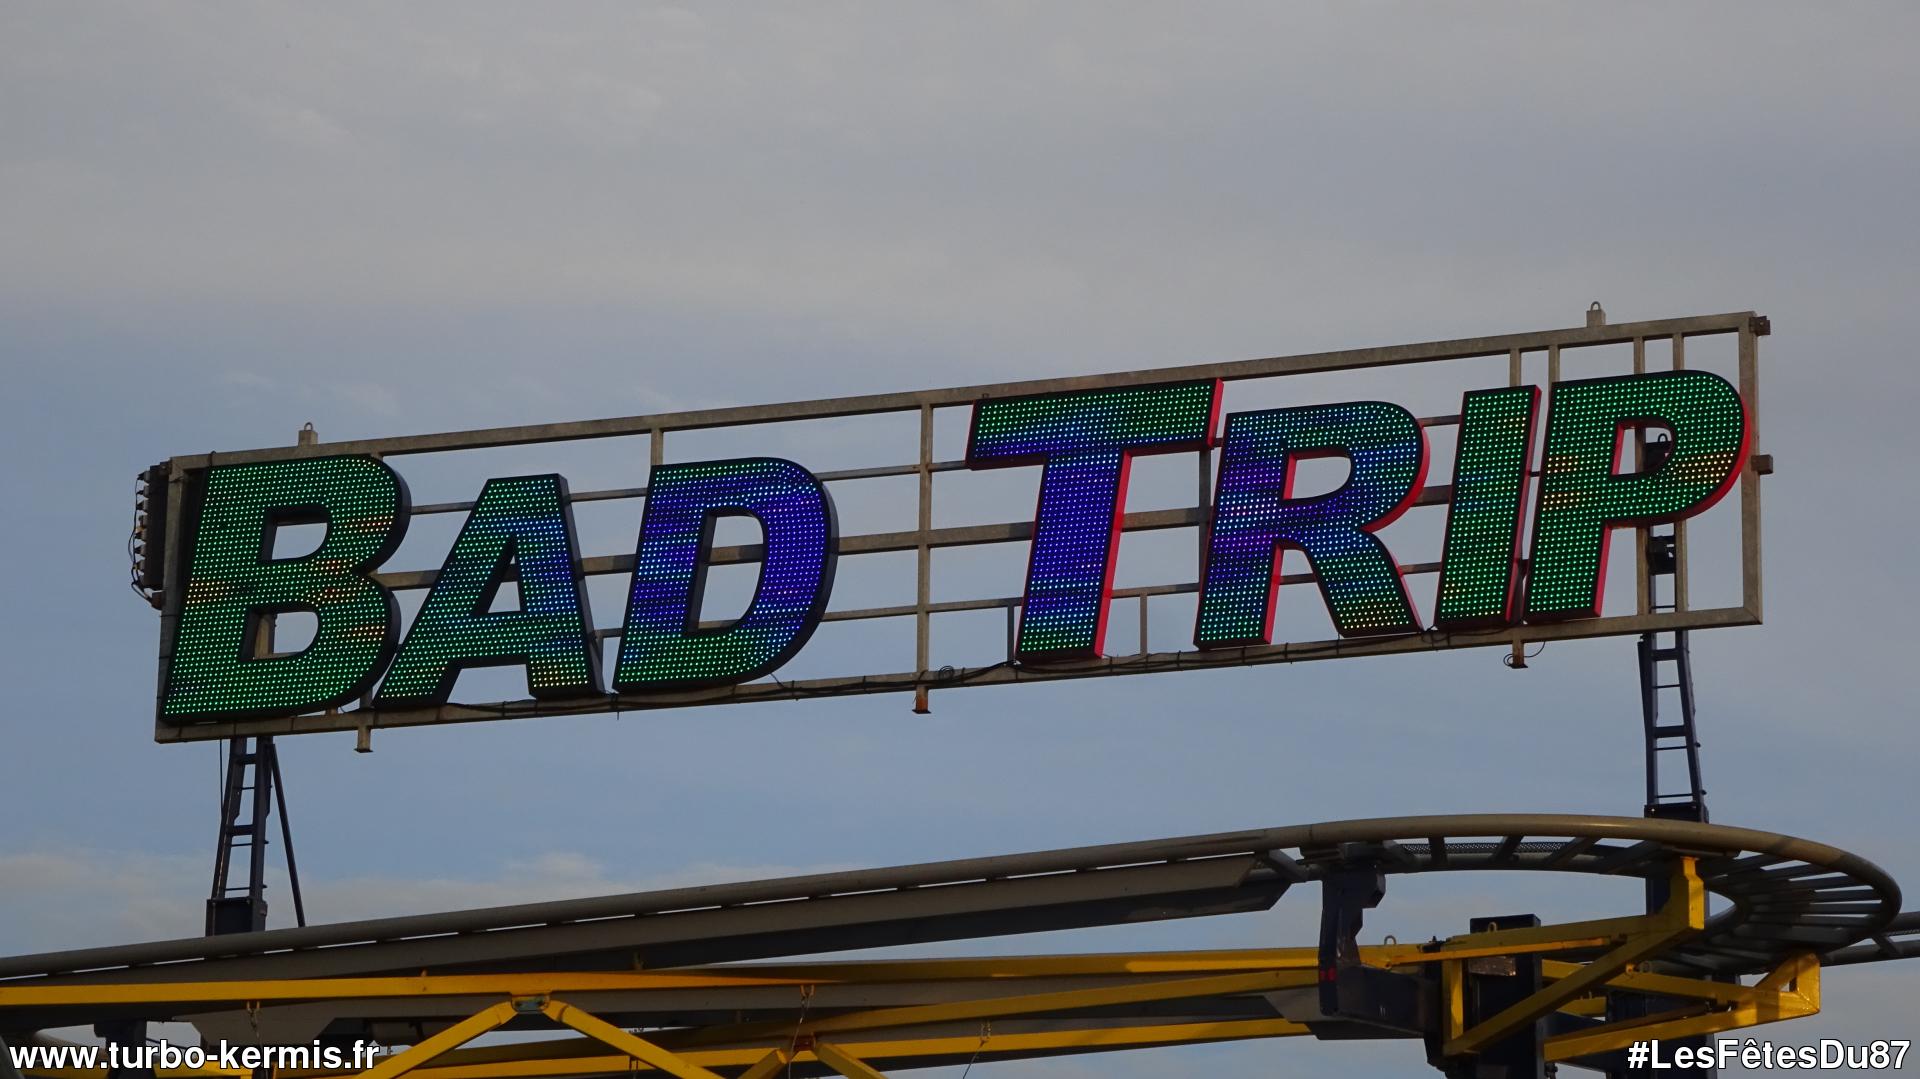 BAD TRIP
www.turbo-kermis.fr
#LesFêtesDu87